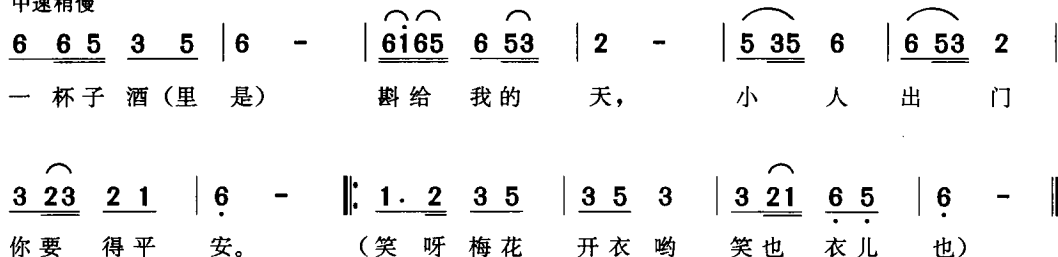 中速稍慢
6 6 5 3 5 | 6 - | 6i65 6 53 | 2 - | 5 35 6 | 6 53 2 |
一 杯 子 酒（里 是） 斟 给 我 的 天， 小 人 出 门
3 23 2 1 | 6̣ - ‖: 1. 2 3 5 | 3 5 3 | 3 21 6̣ 5̣ | 6̣ - ‖
你 要 得 平 安。 （笑 呀 梅 花 开 衣 哟 笑 也 衣 儿 也）